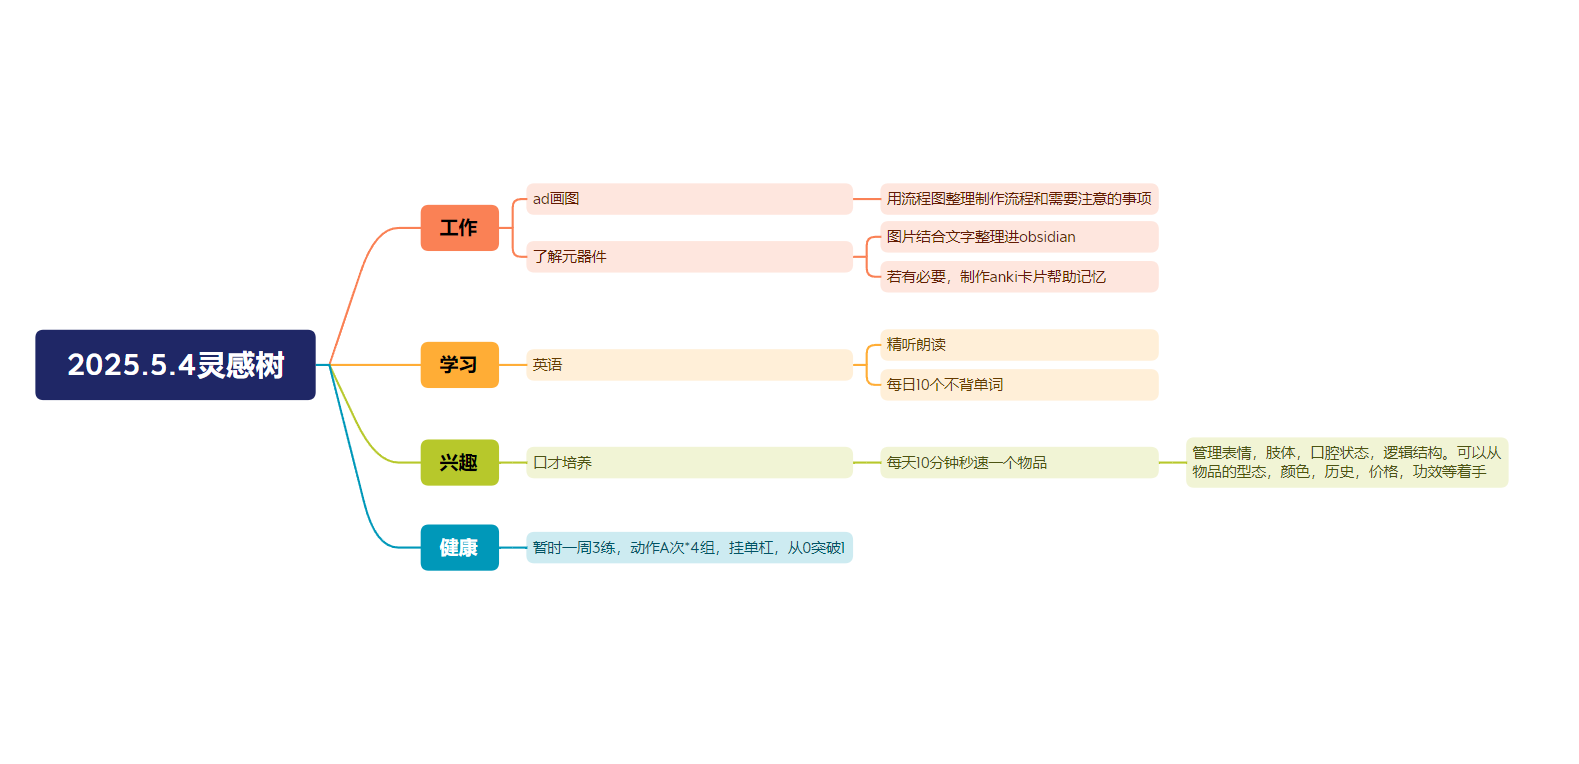 2025.5.4灵感树
工作
ad画图
用流程图整理制作流程和需要注意的事项
了解元器件
图片结合文字整理进obsidian
若有必要，制作anki卡片帮助记忆
学习
英语
精听朗读
每日10个不背单词
兴趣
口才培养
每天10分钟秒速一个物品
管理表情，肢体，口腔状态，逻辑结构。可以从
物品的型态，颜色，历史，价格，功效等着手
健康
暂时一周3练，动作A次*4组，挂单杠，从0突破1